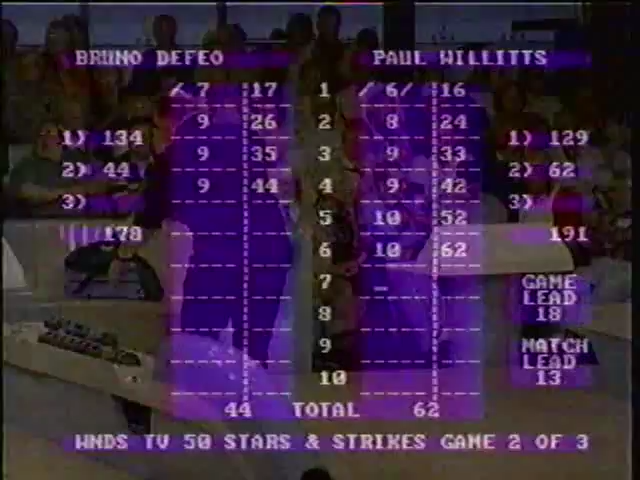 BRUNO DEFEO PAUL WILLITTS
/ 7 17 1 / 6/ 16
9 26 2 8 24
1) 134 1) 129
9 35 3 9 33
2) 44 2) 62
9 44 4 9 42
3) 3)
5 10 52
178 191
6 10 62
7 _ GAME
LEAD
8 18
9 MATCH
LEAD
10 13
44 TOTAL 62
WNDS TV 50 STARS & STRIKES GAME 2 OF 3